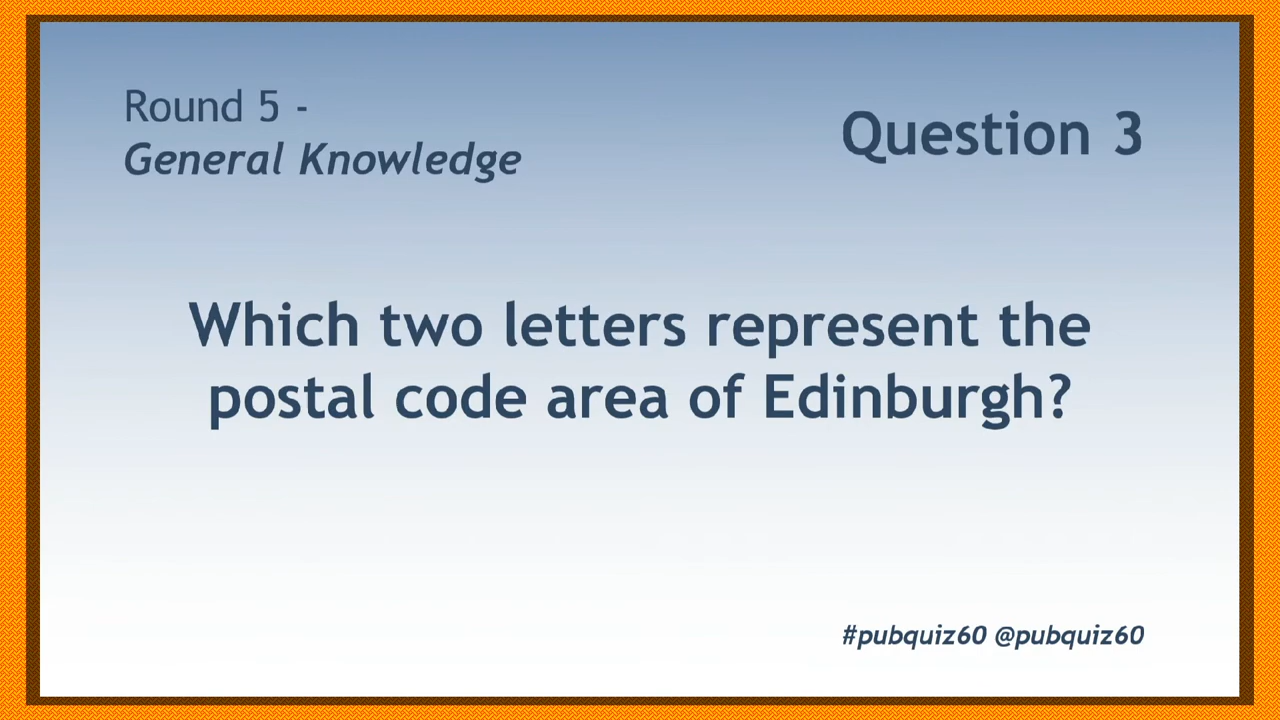 Round 5 -
General Knowledge
Question 3
Which two letters represent the
postal code area of Edinburgh?
#pubquiz60 @pubquiz60